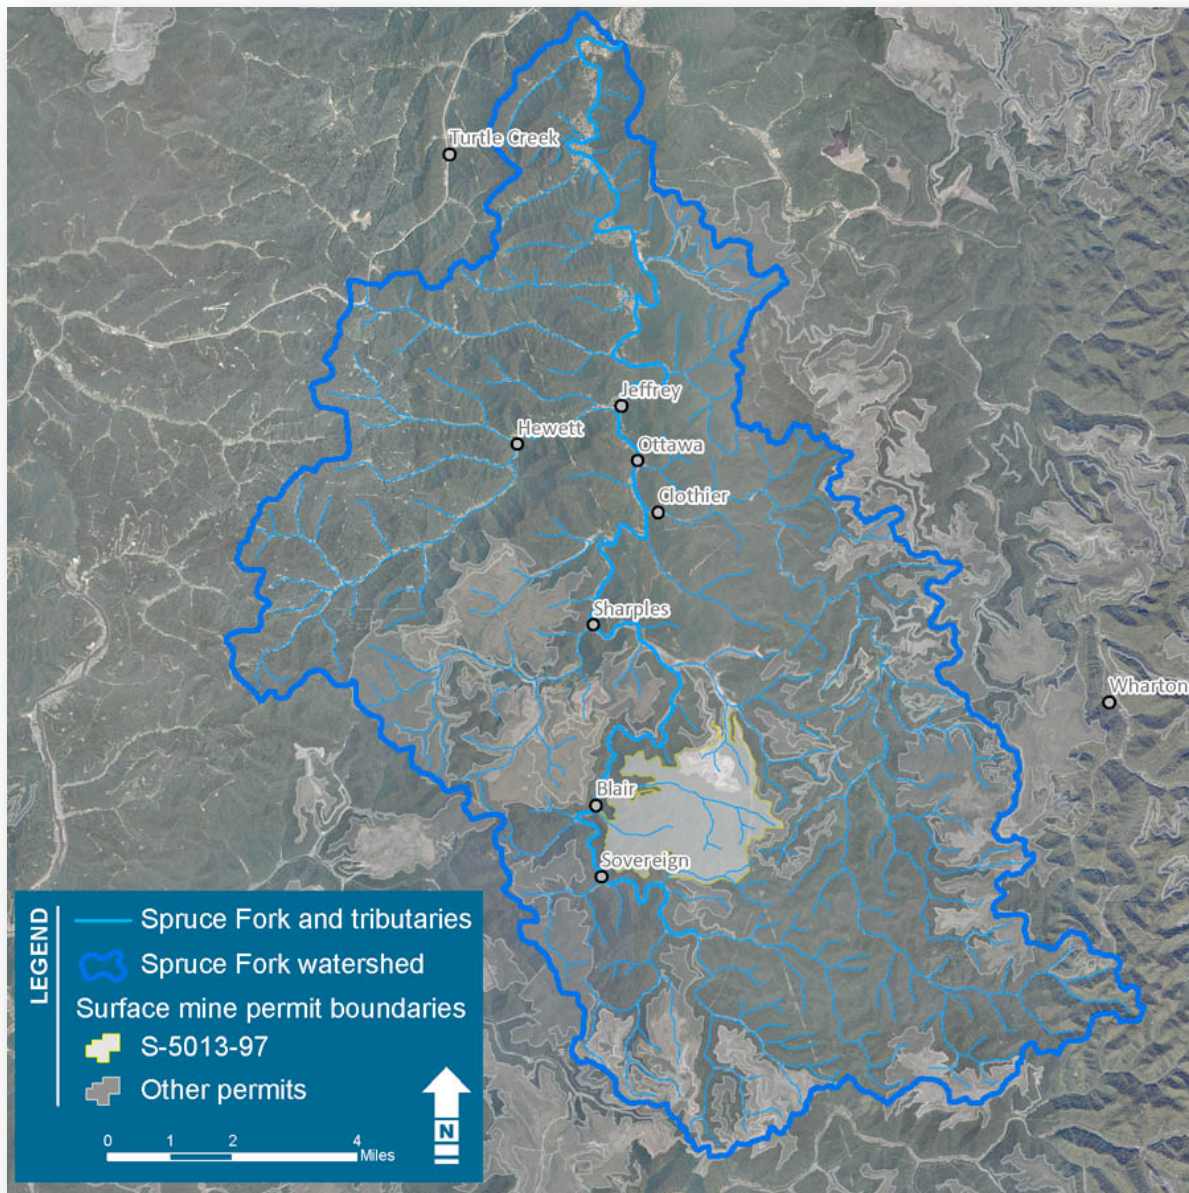 Turtle Creek
Jeffrey
Hewett
Ottawa
Clothier
Sharples
Wharton
Blair
Sovereign
LEGEND
Spruce Fork and tributaries
Spruce Fork watershed
Surface mine permit boundaries
S-5013-97
Other permits
0 1 2 4
Miles
N